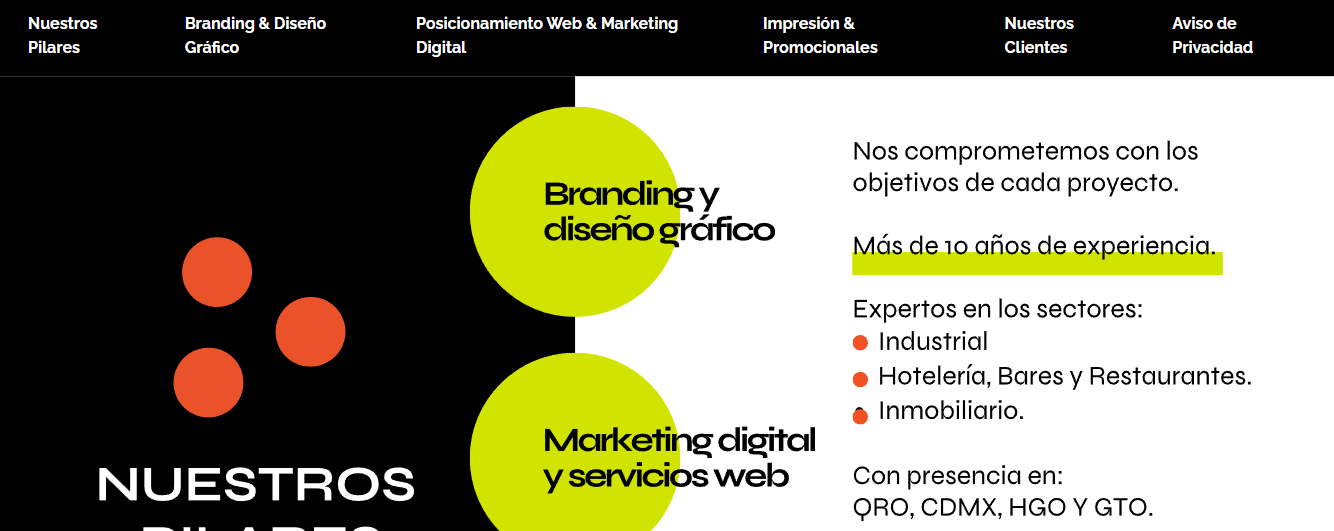 Nuestros
Pilares
Branding & Diseño
Gráfico
Posicionamiento Web & Marketing
Digital
Impresión &
Promocionales
Nuestros
Clientes
Aviso de
Privacidad
NUESTROS
PILARES
Branding y
diseño gráfico
Marketing digital
y servicios web
Nos comprometemos con los
objetivos de cada proyecto.
Más de 10 años de experiencia.
Expertos en los sectores:
Industrial
Hotelería, Bares y Restaurantes.
Inmobiliario.
Con presencia en:
QRO, CDMX, HGO Y GTO.